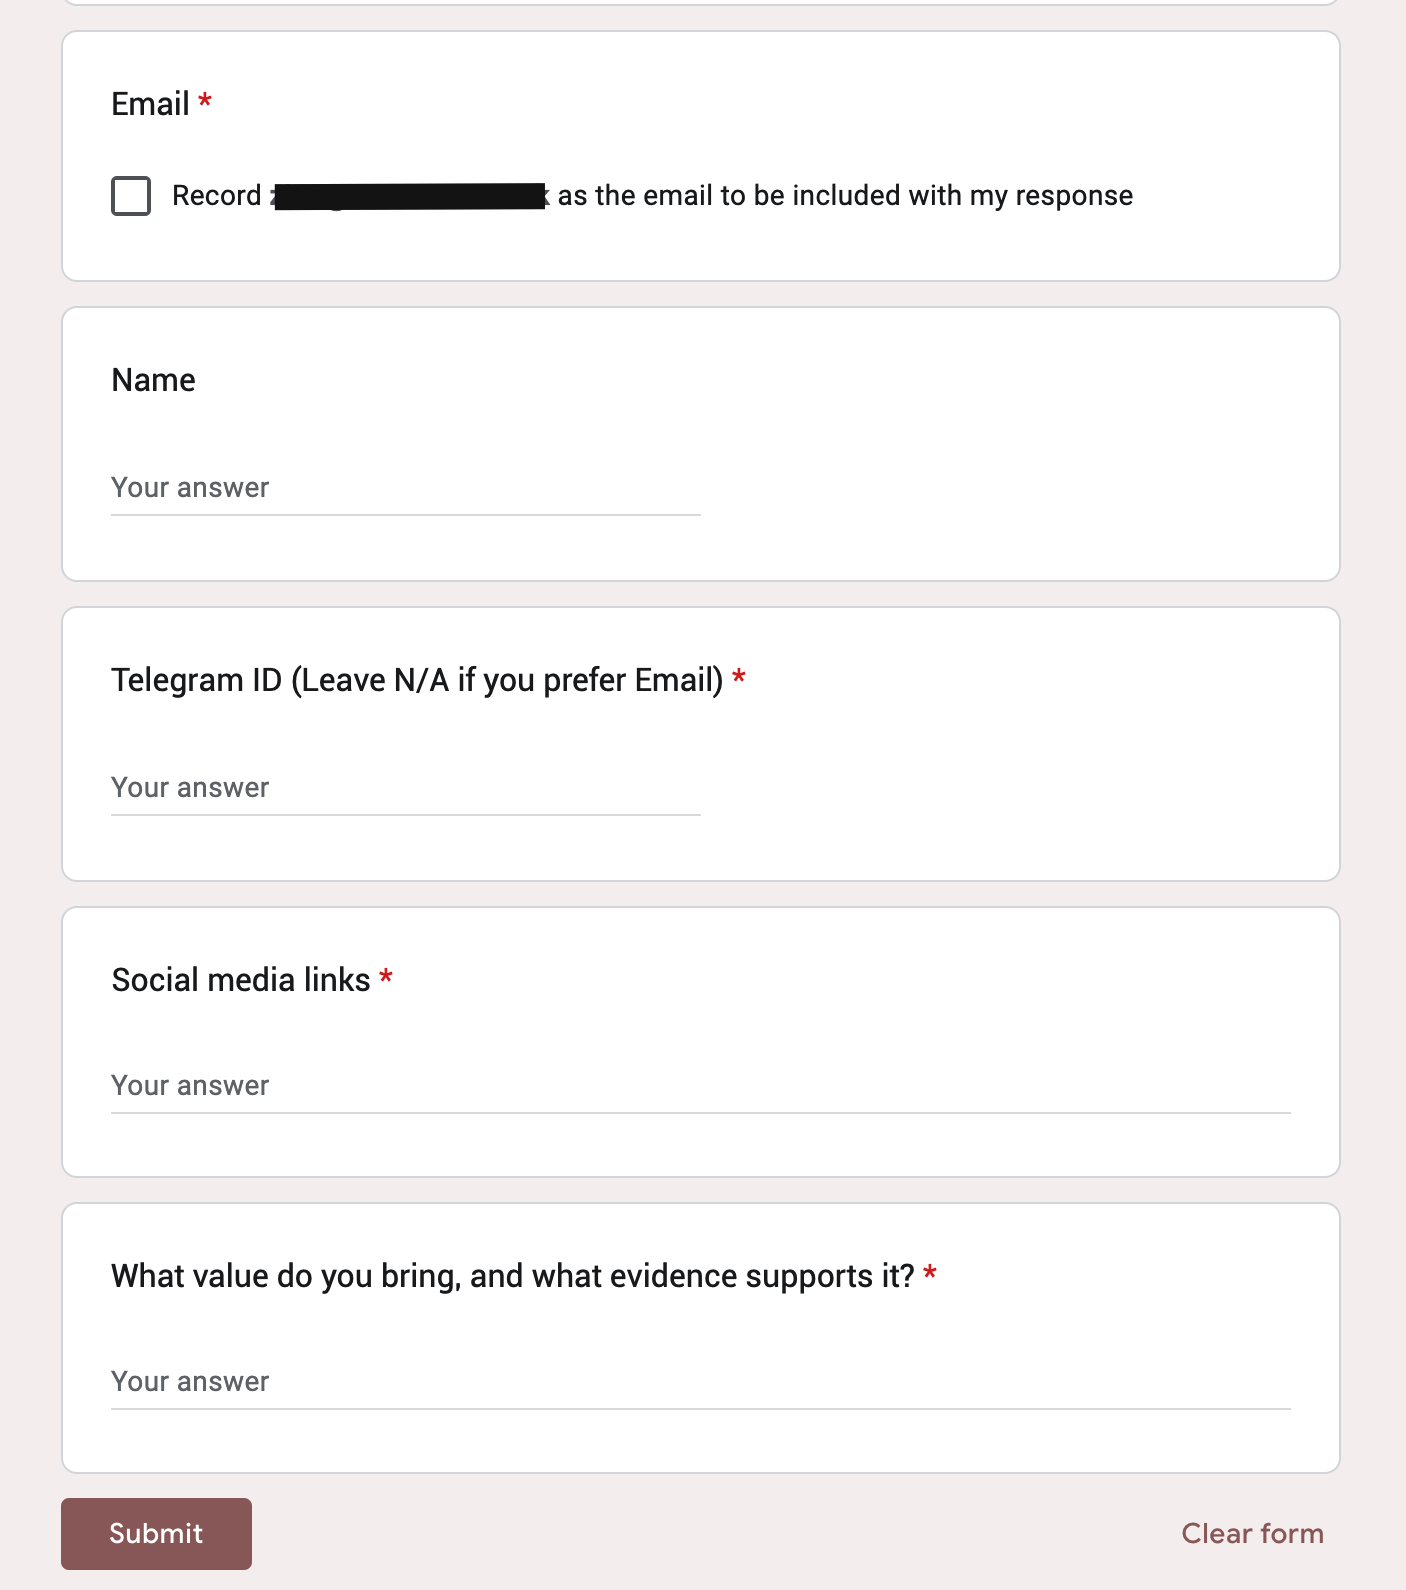 Email *
Record as the email to be included with my response
Name
Your answer
Telegram ID (Leave N/A if you prefer Email) *
Your answer
Social media links *
Your answer
What value do you bring, and what evidence supports it? *
Your answer
Submit
Clear form